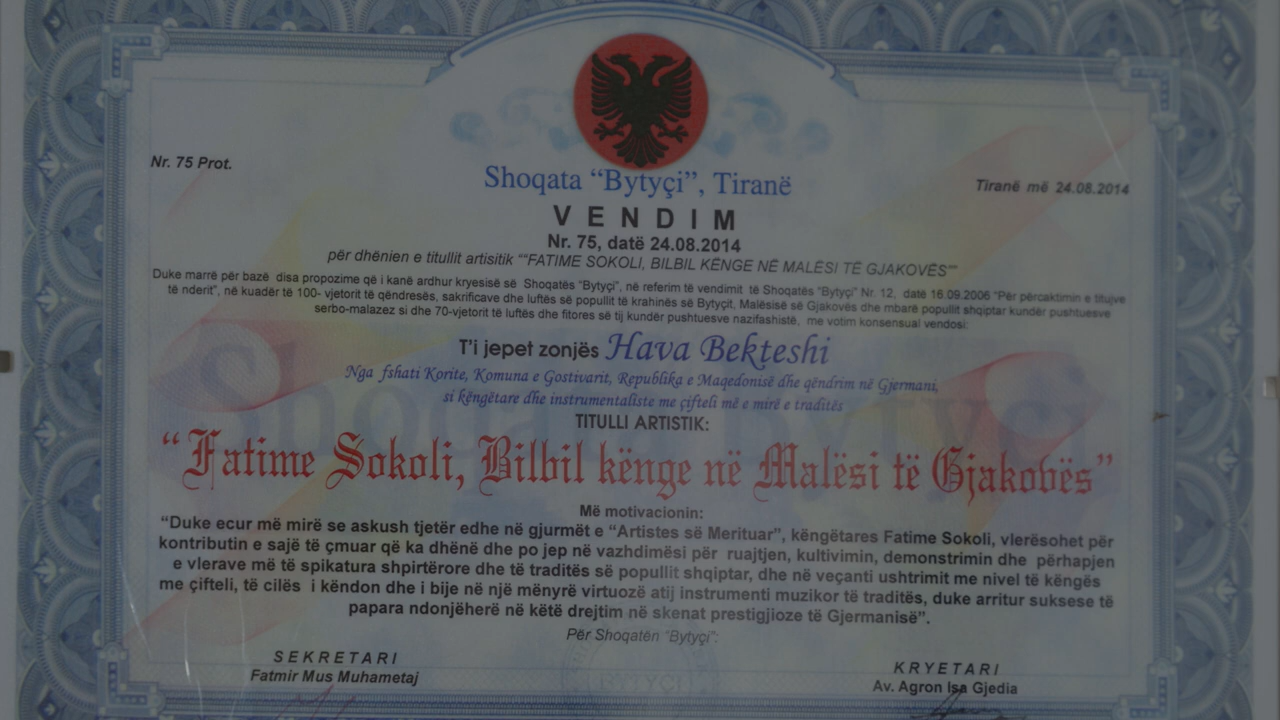 Nr. 75 Prot.
Shoqata “Bytyçi”, Tiranë
Tiranë më 24.08.2014
VENDIM
Nr. 75, datë 24.08.2014
për dhënien e titullit artisitik ““FATIME SOKOLI, BILBIL KËNGE NË MALËSI TË GJAKOVËS””
Duke marrë për bazë disa propozime që i kanë ardhur kryesisë së Shoqatës “Bytyçi”, në referim të vendimit të Shoqatës “Bytyçi” Nr. 12, datë 16.09.2006 “Për përcaktimin e titujve
të nderit”, në kuadër të 100- vjetorit të qëndresës, sakrificave dhe luftës së popullit të krahinës së Bytyçit, Malësisë së Gjakovës dhe mbarë popullit shqiptar kundër pushtuesve
serbo-malazez si dhe 70-vjetorit të luftës dhe fitores së tij kundër pushtuesve nazifashistë, me votim konsensual vendosi:
T’i jepet zonjës Hava Bekteshi
Nga fshati Korite, Komuna e Gostivarit, Republika e Maqedonisë dhe qëndrim në Gjermani,
si këngëtare dhe instrumentaliste me çifteli më e mirë e traditës
TITULLI ARTISTIK:
“Fatime Sokoli, Bilbil kënge në Malësi të Gjakovës”
Më motivacionin:
“Duke ecur më mirë se askush tjetër edhe në gjurmët e “Artistes së Merituar”, këngëtares Fatime Sokoli, vlerësohet për
kontributin e sajë të çmuar që ka dhënë dhe po jep në vazhdimësi për ruajtjen, kultivimin, demonstrimin dhe përhapjen
e vlerave më të spikatura shpirtërore dhe të traditës së popullit shqiptar, dhe në veçanti ushtrimit me nivel të këngës
me çifteli, të cilës i këndon dhe i bije në një mënyrë virtuozë atij instrumenti muzikor të traditës, duke arritur suksese të
papara ndonjëherë në këtë drejtim në skenat prestigjioze të Gjermanisë”.
Për Shoqatën “Bytyçi”:
SEKRETARI
Fatmir Mus Muhametaj
KRYETARI
Av. Agron Isa Gjedia
BYTYÇI
Shoqata Bytyçi